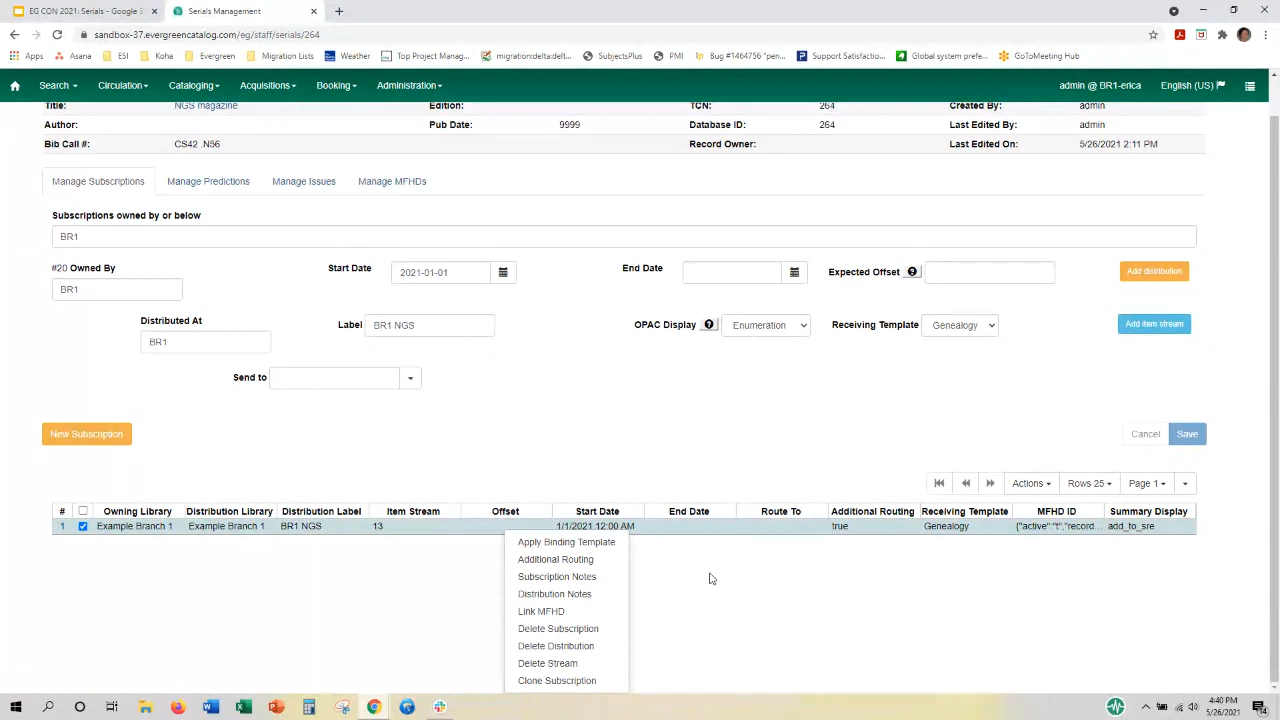 EG CON 2021: Serials - Google S
Serials Management
sandbox-37.evergreencatalog.com/eg/staff/serials/264
Apps Asana ESI Koha Evergreen Migration Lists Weather Top Project Manag... migration:delta:delt... SubjectsPlus PMI Bug #1464756 "pen... Support Satisfactio... Global system prefe... GoToMeeting Hub
Search Circulation Cataloging Acquisitions Booking Administration admin @ BR1-erica English (US)
Title: NGS magazine Edition: TCN: 264 Created By: admin
Author: Pub Date: 9999 Database ID: 264 Last Edited By: admin
Bib Call #: CS42 .N56 Record Owner: Last Edited On: 5/26/2021 2:11 PM
Manage Subscriptions Manage Predictions Manage Issues Manage MFHDs
Subscriptions owned by or below
BR1
#20 Owned By Start Date 2021-01-01 End Date Expected Offset Add distribution
BR1
Distributed At Label BR1 NGS OPAC Display Enumeration Receiving Template Genealogy Add item stream
BR1
Send to
New Subscription Cancel Save
Actions Rows 25 Page 1
# Owning Library Distribution Library Distribution Label Item Stream Offset Start Date End Date Route To Additional Routing Receiving Template MFHD ID Summary Display
1 Example Branch 1 Example Branch 1 BR1 NGS 13 1/1/2021 12:00 AM true Genealogy {"active":"t","record... add_to_sre
Apply Binding Template
Additional Routing
Subscription Notes
Distribution Notes
Link MFHD
Delete Subscription
Delete Distribution
Delete Stream
Clone Subscription
4:40 PM
5/26/2021